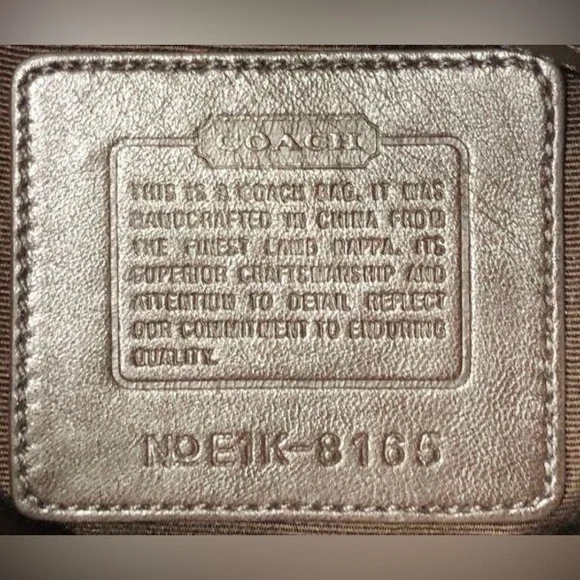 COACH
THIS IS A COACH BAG. IT WAS
HANDCRAFTED IN CHINA FROM
THE FINEST LAMB NAPPA. ITS
SUPERIOR CRAFTSMANSHIP AND
ATTENTION TO DETAIL REFLECT
OUR COMMITMENT TO ENDURING
QUALITY.
NO E1K-8165